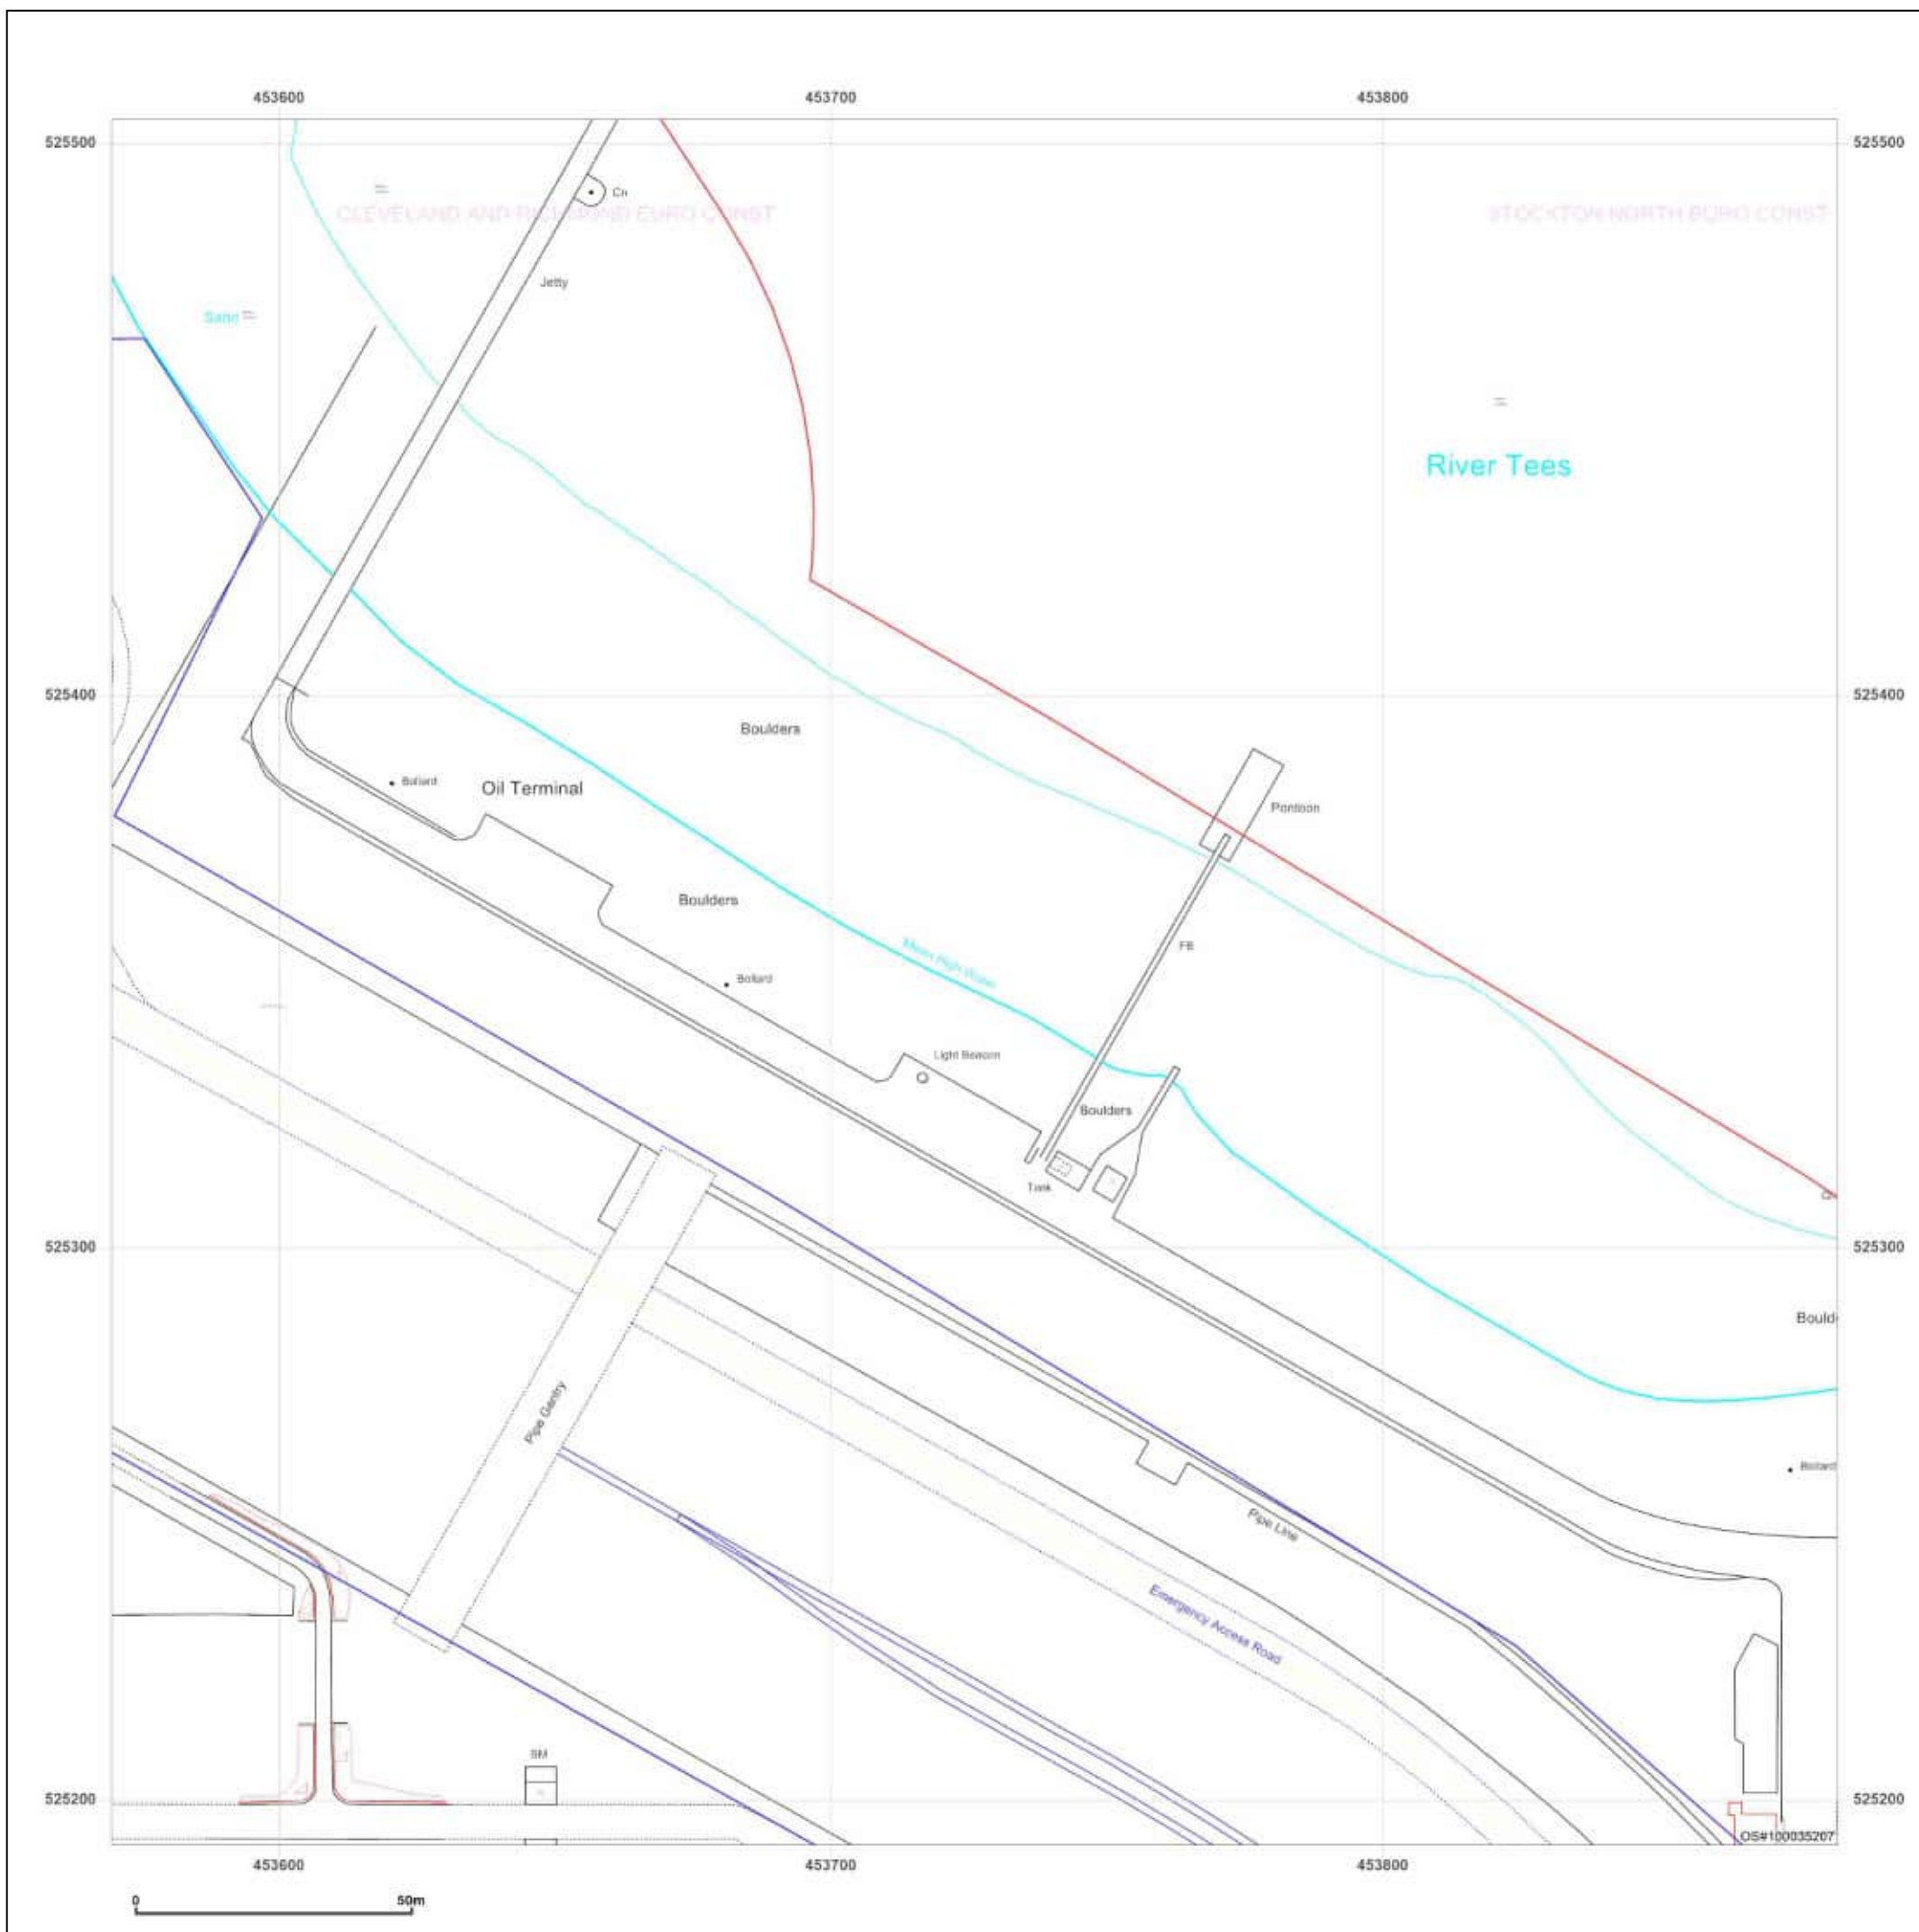 453600 453700 453800
525500 525500
Cn
CLEVELAND AND RICHMOND EURO CONST STOCKTON NORTH BORO CONST
Jetty
River Tees
525400 525400
Boulders
Bollard Oil Terminal
Pontoon
Boulders
FB
Mean High Water
Bollard
Light Beacon
Boulders
Tank
525300 525300
Bould
Pipe Gantry
Bollard
Pipe Line
Emergency Access Road
SM
525200 525200
OS#100035207
453600 453700 453800
0 50m